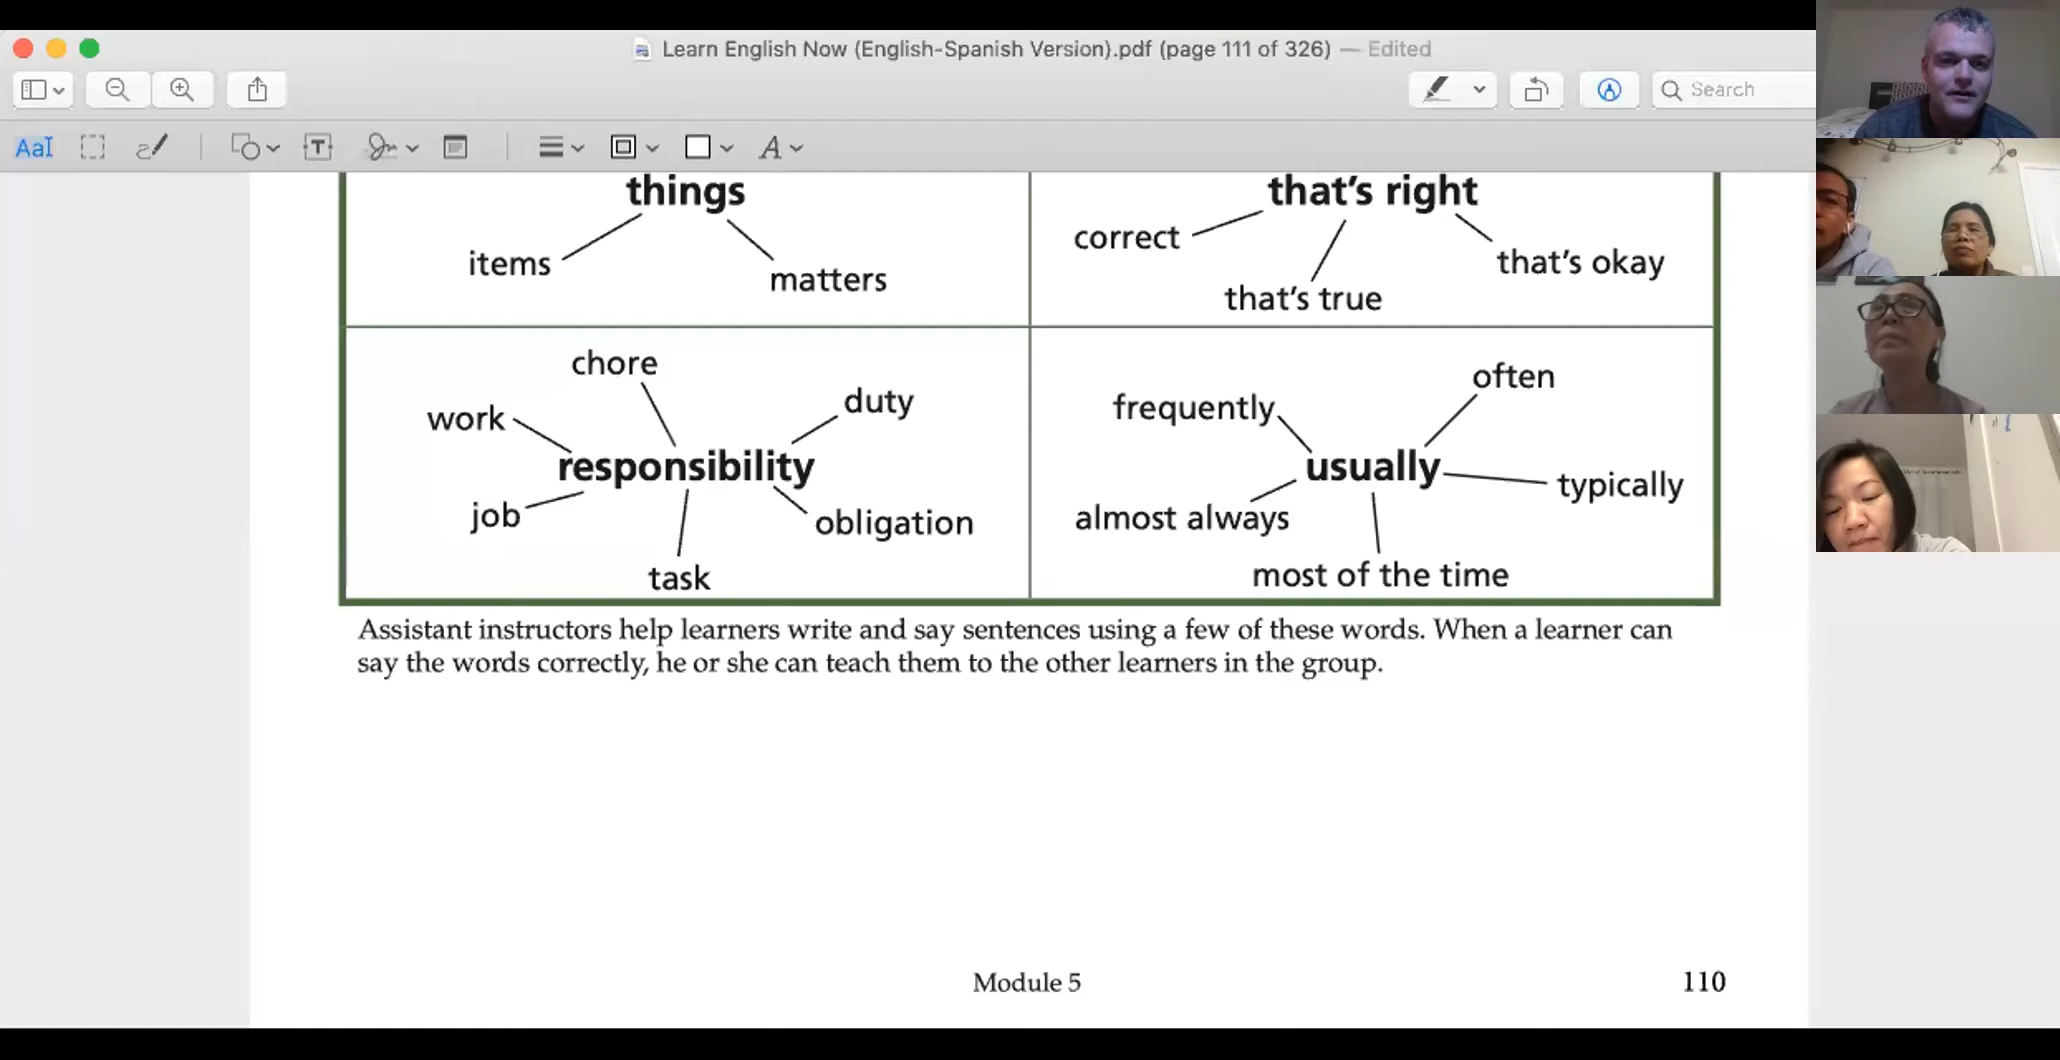 Learn English Now (English-Spanish Version).pdf (page 111 of 326) — Edited
Search
AaI
T
A
things
items
matters
that's right
correct
that's true
that's okay
chore
work
duty
responsibility
job
obligation
task
often
frequently
usually
typically
almost always
most of the time
Assistant instructors help learners write and say sentences using a few of these words. When a learner can
say the words correctly, he or she can teach them to the other learners in the group.
Module 5
110